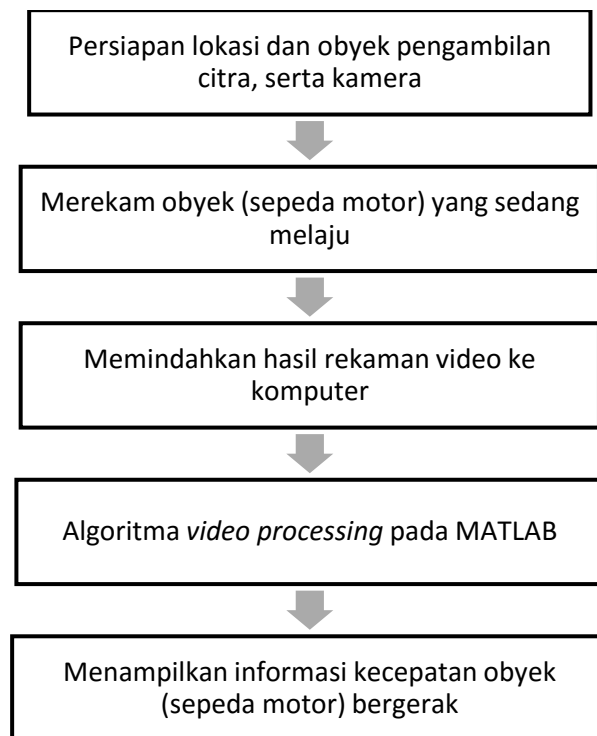 Persiapan lokasi dan obyek pengambilan
citra, serta kamera
Merekam obyek (sepeda motor) yang sedang
melaju
Memindahkan hasil rekaman video ke
komputer
Algoritma video processing pada MATLAB
Menampilkan informasi kecepatan obyek
(sepeda motor) bergerak